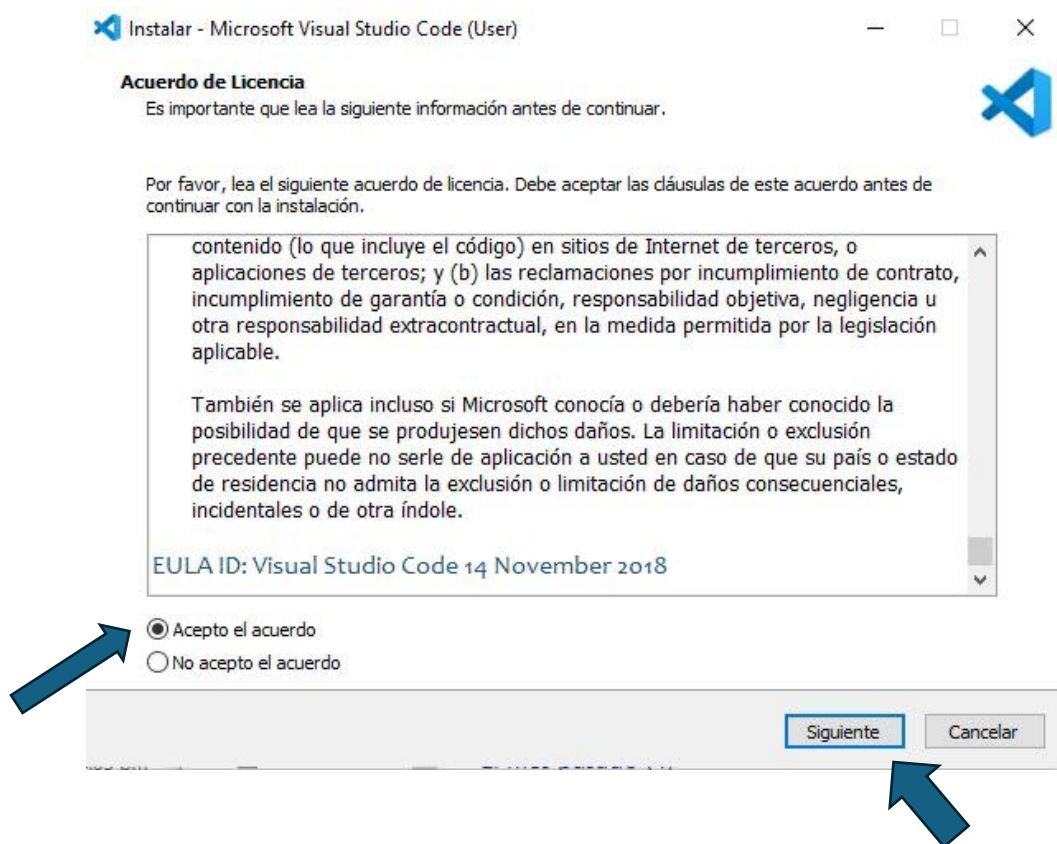 Instalar - Microsoft Visual Studio Code (User)
Acuerdo de Licencia
Es importante que lea la siguiente información antes de continuar.
Por favor, lea el siguiente acuerdo de licencia. Debe aceptar las cláusulas de este acuerdo antes de
continuar con la instalación.
contenido (lo que incluye el código) en sitios de Internet de terceros, o
aplicaciones de terceros; y (b) las reclamaciones por incumplimiento de contrato,
incumplimiento de garantía o condición, responsabilidad objetiva, negligencia u
otra responsabilidad extracontractual, en la medida permitida por la legislación
aplicable.
También se aplica incluso si Microsoft conocía o debería haber conocido la
posibilidad de que se produjesen dichos daños. La limitación o exclusión
precedente puede no serle de aplicación a usted en caso de que su país o estado
de residencia no admita la exclusión o limitación de daños consecuenciales,
incidentales o de otra índole.
EULA ID: Visual Studio Code 14 November 2018
Acepto el acuerdo
No acepto el acuerdo
Siguiente Cancelar